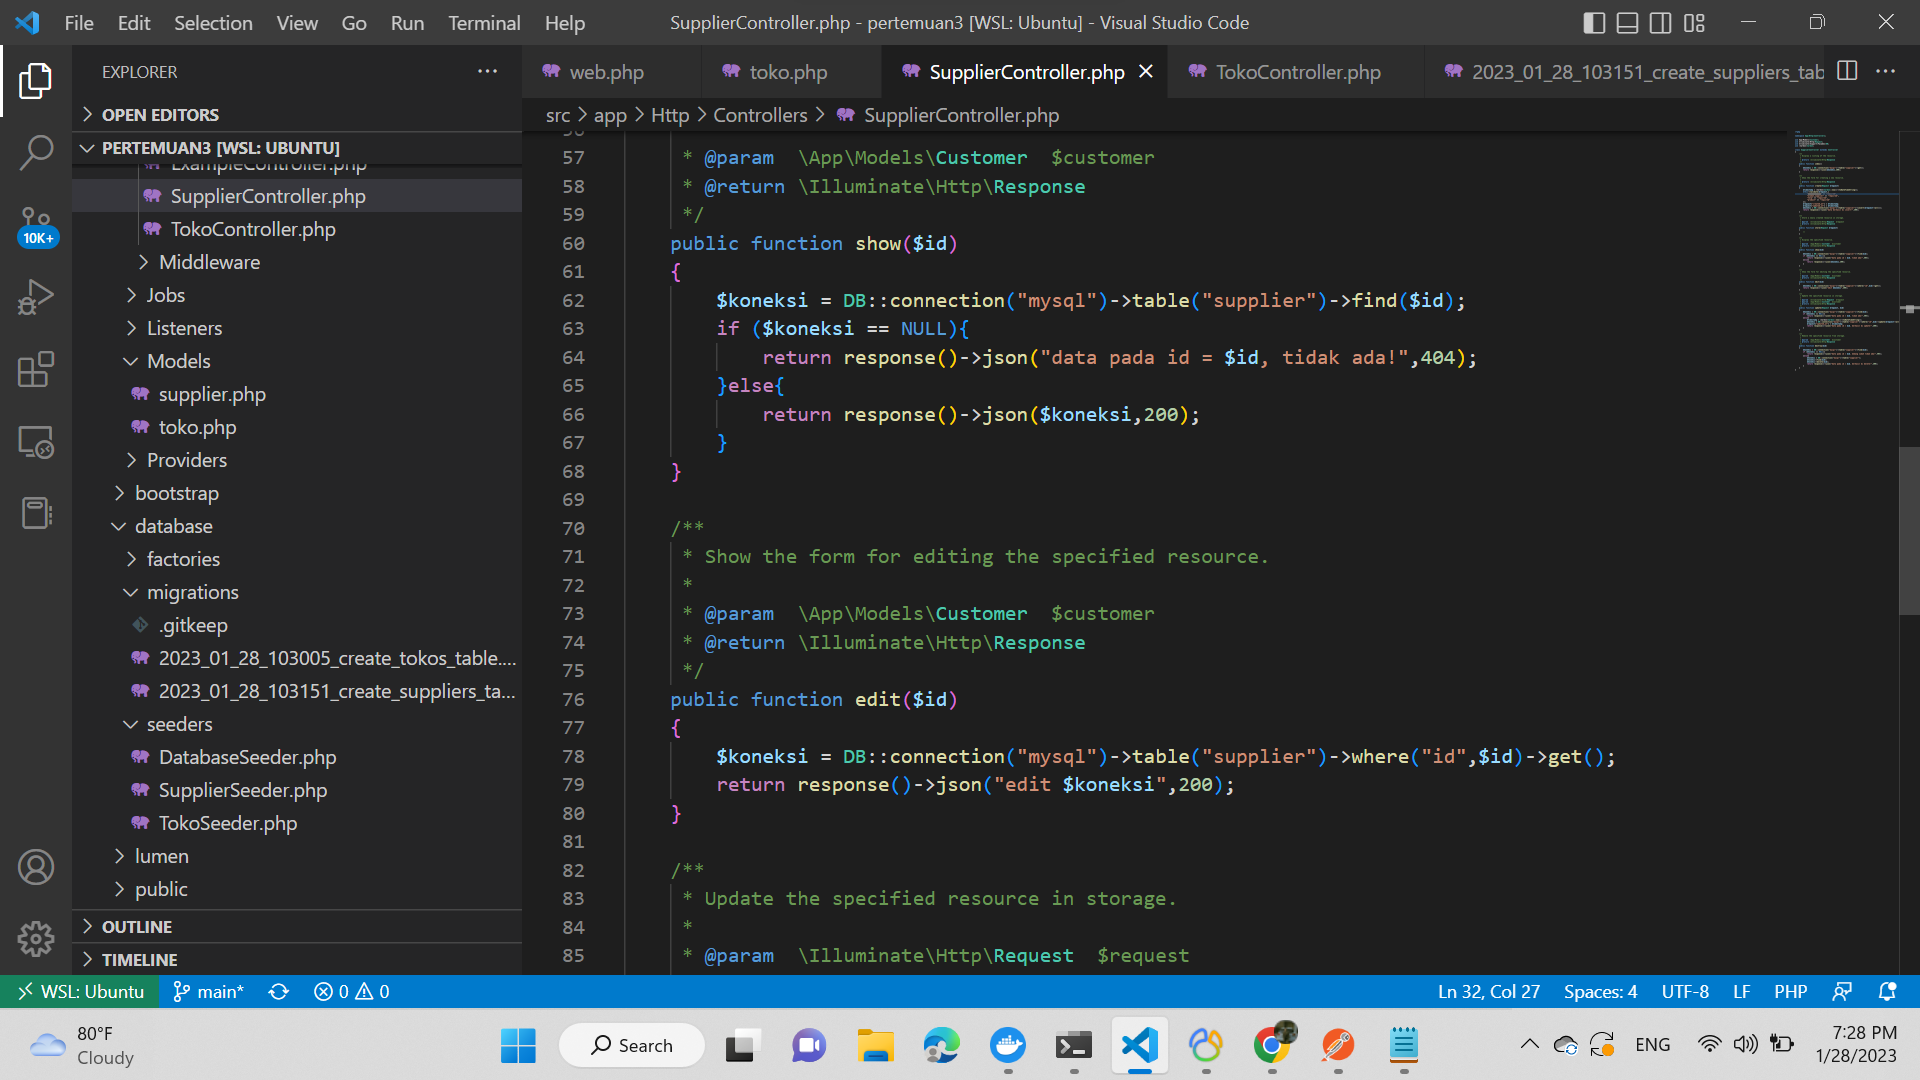 File Edit Selection View Go Run Terminal Help
SupplierController.php - pertemuan3 [WSL: Ubuntu] - Visual Studio Code
EXPLORER
OPEN EDITORS
PERTEMUAN3 [WSL: UBUNTU]
ExampleController.php
SupplierController.php
TokoController.php
Middleware
Jobs
Listeners
Models
supplier.php
toko.php
Providers
bootstrap
database
factories
migrations
.gitkeep
2023_01_28_103005_create_tokos_table....
2023_01_28_103151_create_suppliers_ta...
seeders
DatabaseSeeder.php
SupplierSeeder.php
TokoSeeder.php
lumen
public
OUTLINE
TIMELINE
10K+
web.php toko.php SupplierController.php TokoController.php 2023_01_28_103151_create_suppliers_tab
src > app > Http > Controllers > SupplierController.php
56
57 * @param  \App\Models\Customer  $customer
58 * @return \Illuminate\Http\Response
59 */
60 public function show($id)
61 {
62 $koneksi = DB::connection("mysql")->table("supplier")->find($id);
63 if ($koneksi == NULL){
64 return response()->json("data pada id = $id, tidak ada!",404);
65 }else{
66 return response()->json($koneksi,200);
67 }
68 }
69
70 /**
71 * Show the form for editing the specified resource.
72 *
73 * @param  \App\Models\Customer  $customer
74 * @return \Illuminate\Http\Response
75 */
76 public function edit($id)
77 {
78 $koneksi = DB::connection("mysql")->table("supplier")->where("id",$id)->get();
79 return response()->json("edit $koneksi",200);
80 }
81
82 /**
83 * Update the specified resource in storage.
84 *
85 * @param  \Illuminate\Http\Request  $request
WSL: Ubuntu main* 0 0 Ln 32, Col 27 Spaces: 4 UTF-8 LF PHP
80°F
Cloudy
Search
ENG
7:28 PM
1/28/2023